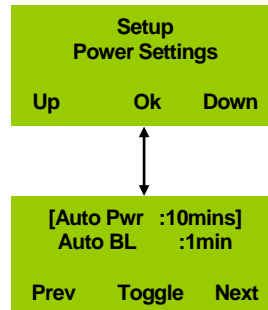 Setup
Power Settings
Up Ok Down
[Auto Pwr :10mins]
Auto BL :1min
Prev Toggle Next